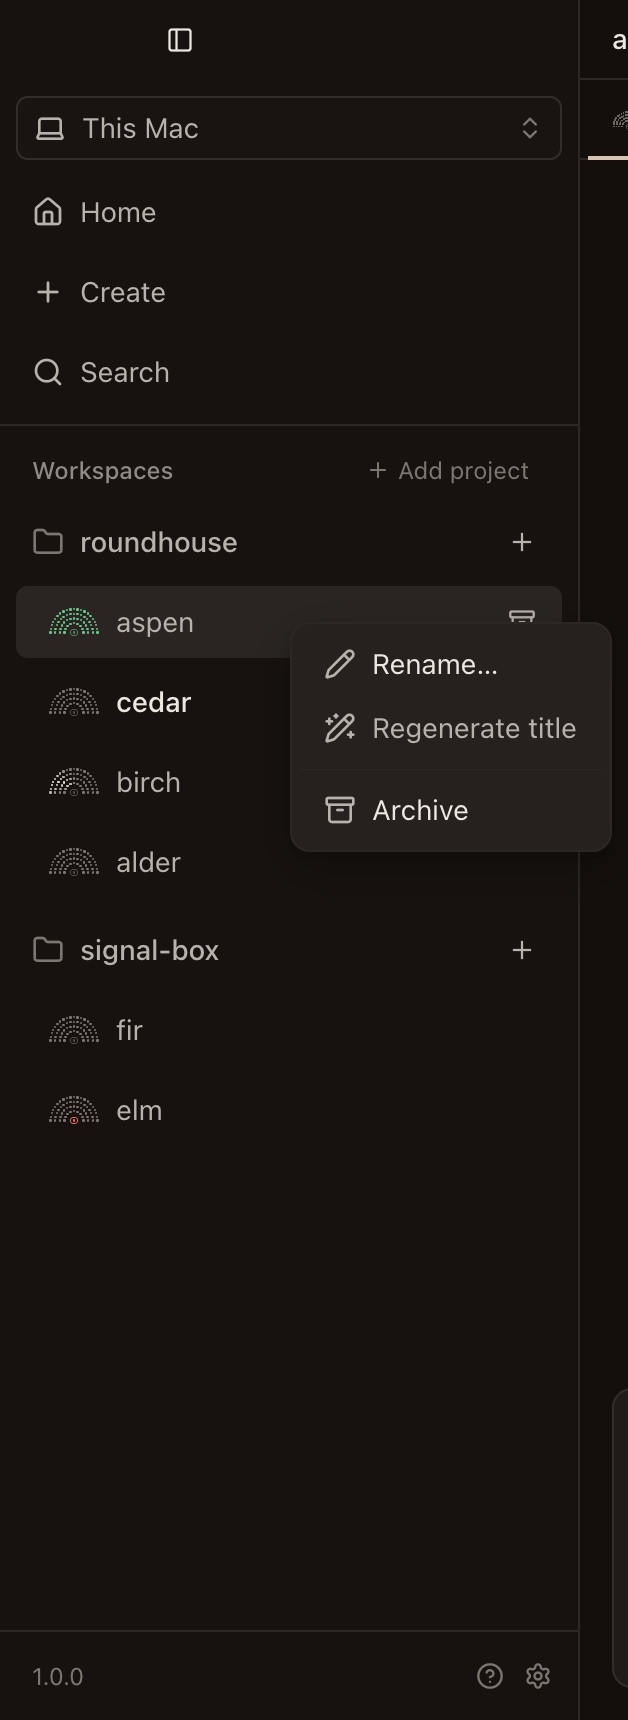 a
This Mac
Home
Create
Search
Workspaces
Add project
roundhouse
aspen
Rename...
cedar
Regenerate title
birch
Archive
alder
signal-box
fir
elm
1.0.0